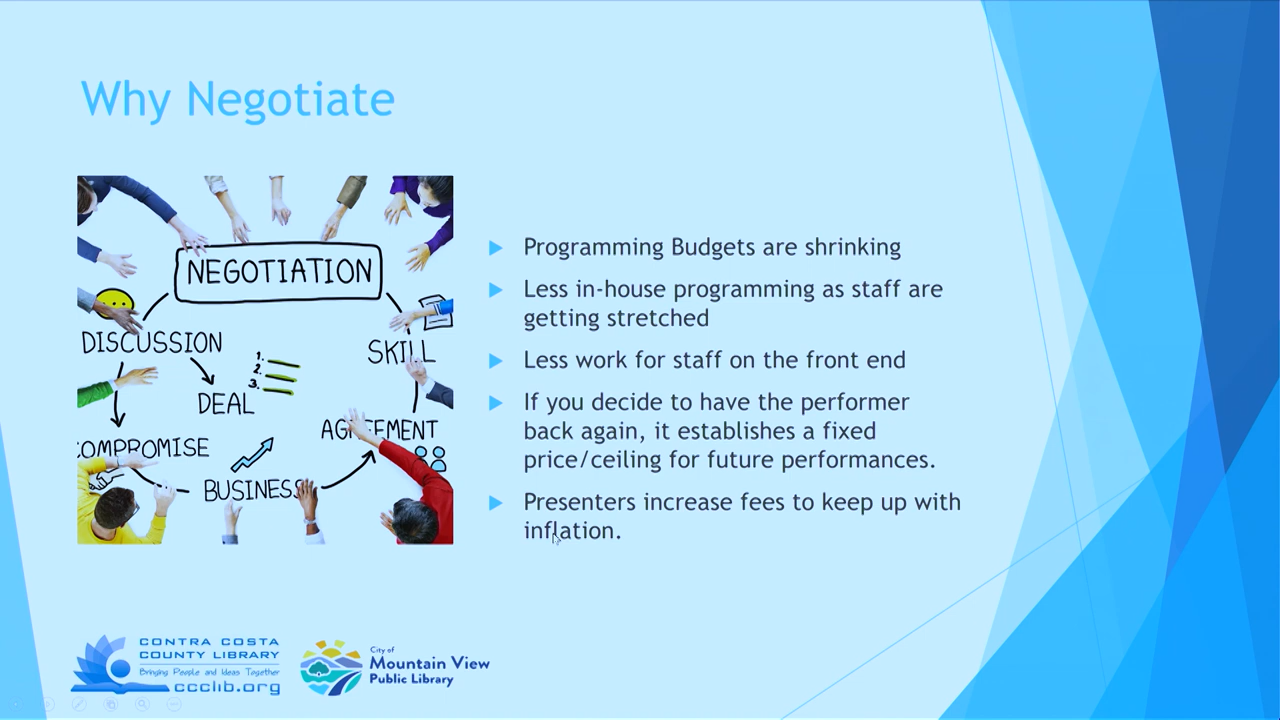 Why Negotiate
NEGOTIATION
DISCUSSION
SKILL
1.
2.
3.
DEAL
AGREEMENT
COMPROMISE
BUSINESS
Programming Budgets are shrinking
Less in-house programming as staff are
getting stretched
Less work for staff on the front end
If you decide to have the performer
back again, it establishes a fixed
price/ceiling for future performances.
Presenters increase fees to keep up with
inflation.
CONTRA COSTA
COUNTY LIBRARY
Bringing People and Ideas Together
ccclib.org
City of
Mountain View
Public Library